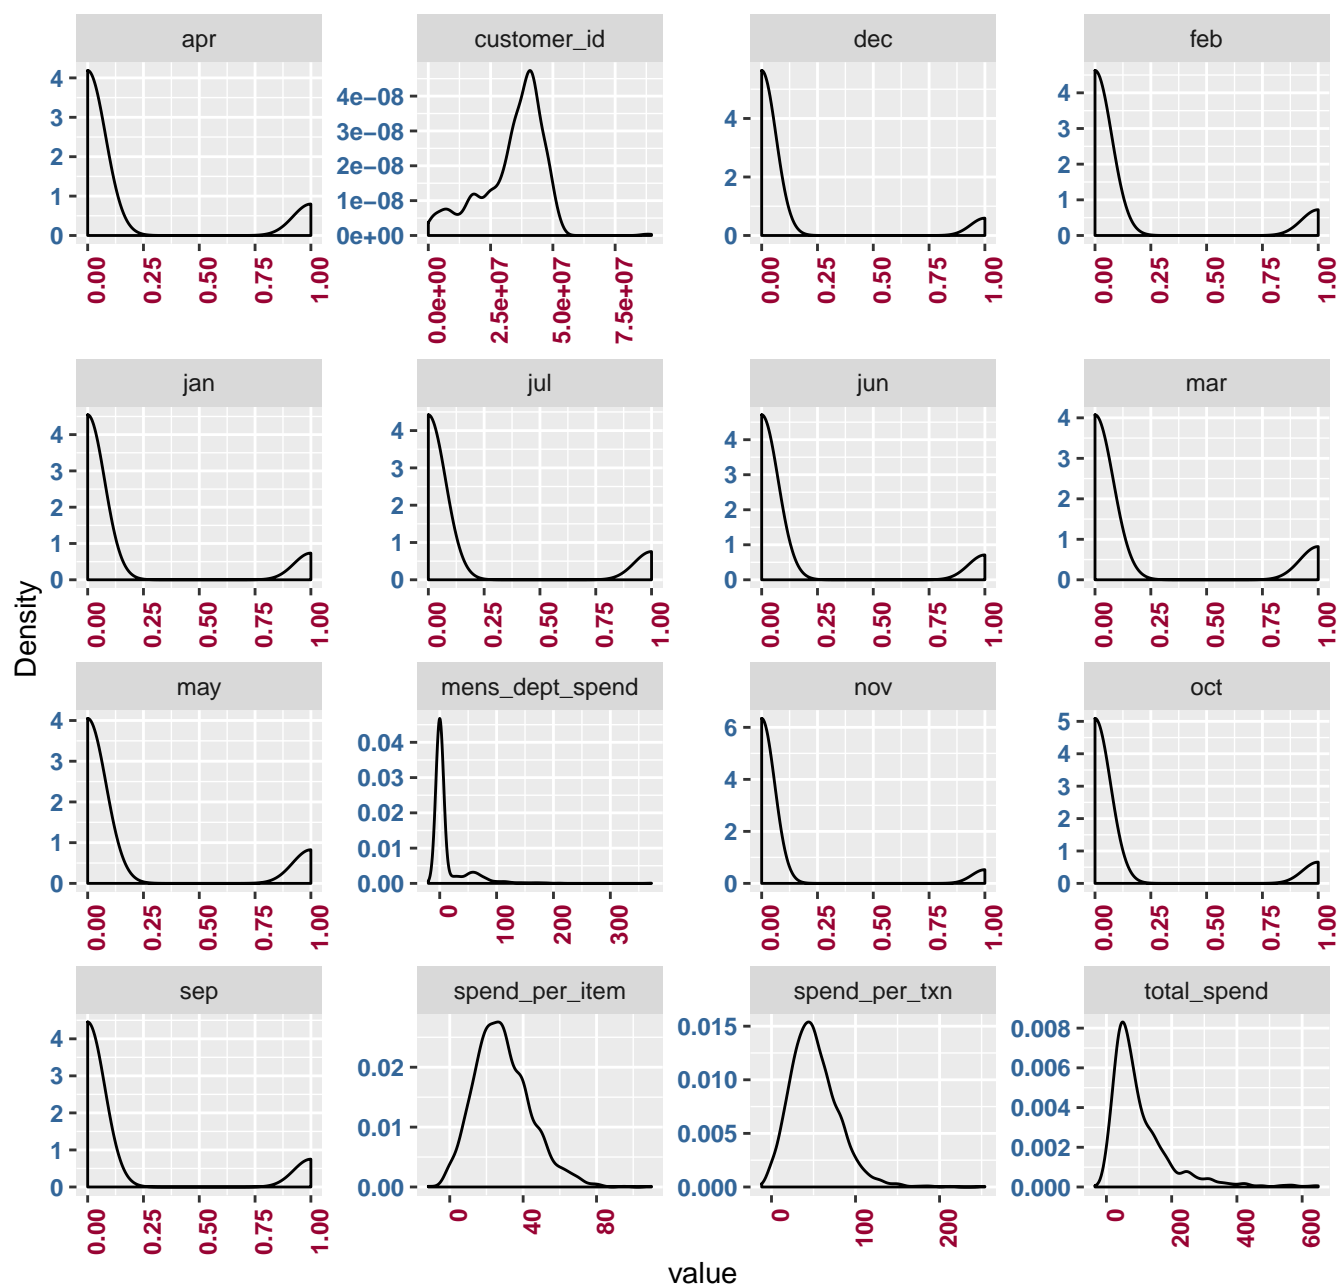 apr
customer_id
dec
feb
4
3
2
1
0
4e−08
3e−08
2e−08
1e−08
0e+00
4
2
0
4
3
2
1
0
0.00 0.25 0.50 0.75 1.00
0.0e+00 2.5e+07 5.0e+07 7.5e+07
0.00 0.25 0.50 0.75 1.00
0.00 0.25 0.50 0.75 1.00
jan
jul
jun
mar
4
3
2
1
0
4
3
2
1
0
4
3
2
1
0
4
3
2
1
0
0.00 0.25 0.50 0.75 1.00
0.00 0.25 0.50 0.75 1.00
0.00 0.25 0.50 0.75 1.00
0.00 0.25 0.50 0.75 1.00
Density
may
mens_dept_spend
nov
oct
4
3
2
1
0
0.04
0.03
0.02
0.01
0.00
6
4
2
0
5
4
3
2
1
0
0.00 0.25 0.50 0.75 1.00
0 100 200 300
0.00 0.25 0.50 0.75 1.00
0.00 0.25 0.50 0.75 1.00
sep
spend_per_item
spend_per_txn
total_spend
4
3
2
1
0
0.02
0.01
0.00
0.015
0.010
0.005
0.000
0.008
0.006
0.004
0.002
0.000
0.00 0.25 0.50 0.75 1.00
0 40 80
0 100 200
0 200 400 600
value